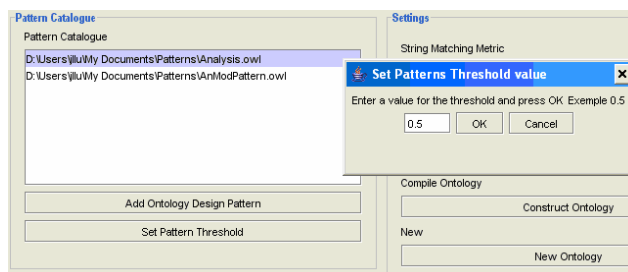 Pattern Catalogue
Pattern Catalogue
D:\Users\jllu\My Documents\Patterns\Analysis.owl
D:\Users\jllu\My Documents\Patterns\AnModPattern.owl
Add Ontology Design Pattern
Set Pattern Threshold
Settings
String Matching Metric
Set Patterns Threshold value
Enter a value for the threshold and press OK Exemple 0.5
0.5 OK Cancel
Compile Ontology
Construct Ontology
New
New Ontology